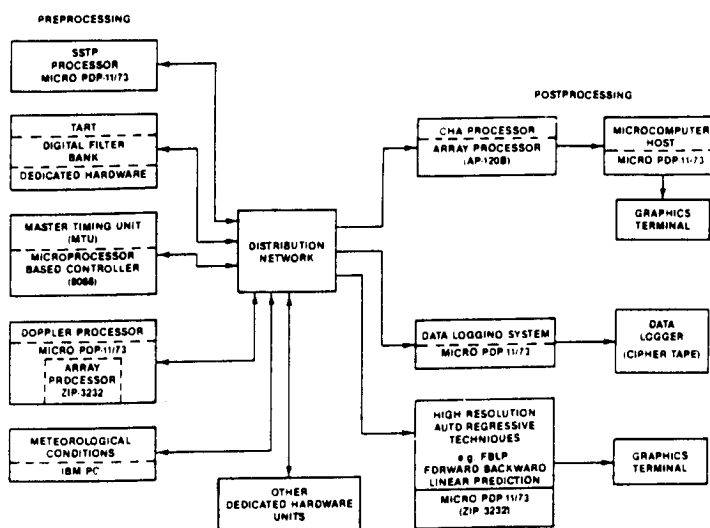 PREPROCESSING
SSTP
PROCESSOR
MICRO PDP-11/73
TART
DIGITAL FILTER
BANK
DEDICATED HARDWARE
MASTER TIMING UNIT
(MTU)
MICROPROCESSOR
BASED CONTROLLER
(8086)
DOPPLER PROCESSOR
MICRO PDP-11/73
ARRAY
PROCESSOR
ZIP-3232
METEOROLOGICAL
CONDITIONS
IBM PC
DISTRIBUTION
NETWORK
OTHER
DEDICATED HARDWARE
UNITS
POSTPROCESSING
CHA PROCESSOR
ARRAY PROCESSOR
(AP-120B)
MICROCOMPUTER
HOST
MICRO PDP-11/73
GRAPHICS
TERMINAL
DATA LOGGING SYSTEM
MICRO PDP 11/73
DATA
LOGGER
(CIPHER TAPE)
HIGH RESOLUTION
AUTO REGRESSIVE
TECHNIQUES
e.g. FBLP
FORWARD BACKWARD
LINEAR PREDICTION
MICRO PDP 11/73
(ZIP 3232)
GRAPHICS
TERMINAL